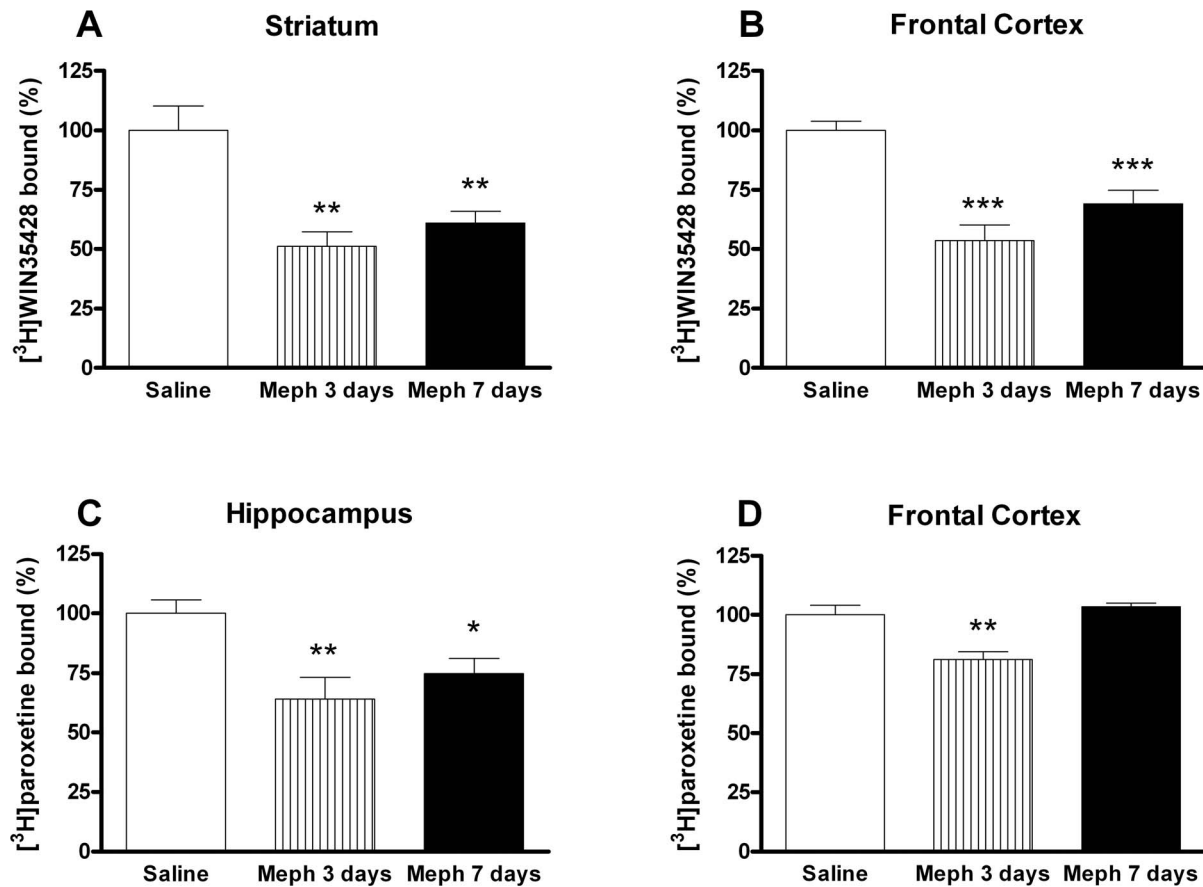 A Striatum
[³H]WIN35428 bound (%)
125
100
75
50
25
0
**
**
Saline Meph 3 days Meph 7 days
B Frontal Cortex
[³H]WIN35428 bound (%)
125
100
75
50
25
0
***
***
Saline Meph 3 days Meph 7 days
C Hippocampus
[³H]paroxetine bound (%)
125
100
75
50
25
0
**
*
Saline Meph 3 days Meph 7 days
D Frontal Cortex
[³H]paroxetine bound (%)
125
100
75
50
25
0
**
Saline Meph 3 days Meph 7 days